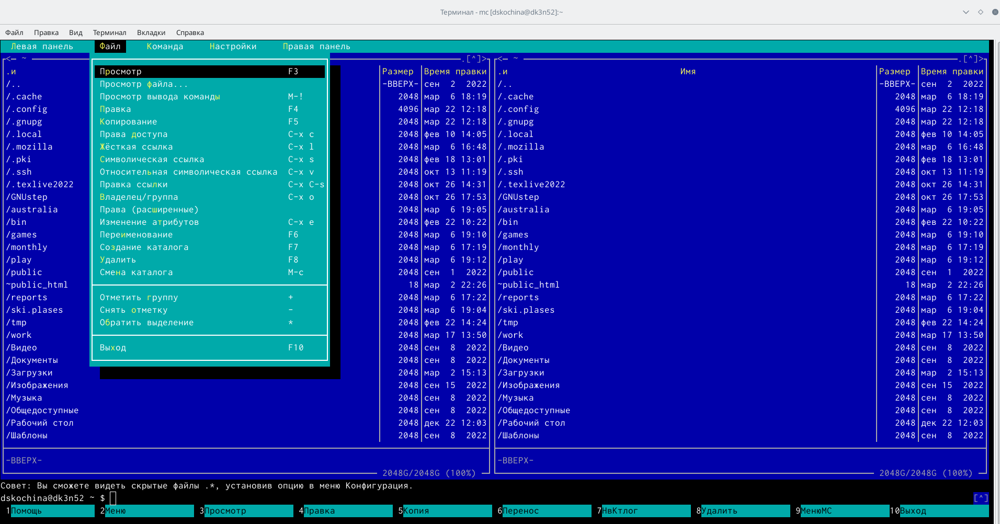 Терминал - mc [dskochina@dk3n52]:~
Файл Правка Вид Терминал Вкладки Справка
Левая панель Файл Команда Настройки Правая панель
<- ~ .[^]> <- ~ .[^]>
.и Просмотр F3 Размер Время правки .и Имя Размер Время правки
/.. Просмотр файла... -ВВЕРХ- сен 2 2022 /.. -ВВЕРХ- сен 2 2022
/.cache Просмотр вывода команды M-! 2048 мар 6 18:19 /.cache 2048 мар 6 18:19
/.config Правка F4 4096 мар 22 12:18 /.config 4096 мар 22 12:18
/.gnupg Копирование F5 2048 мар 22 12:18 /.gnupg 2048 мар 22 12:18
/.local Права доступа C-x c 2048 фев 10 14:05 /.local 2048 фев 10 14:05
/.mozilla Жёсткая ссылка C-x l 2048 мар 6 16:48 /.mozilla 2048 мар 6 16:48
/.pki Символическая ссылка C-x s 2048 фев 18 13:01 /.pki 2048 фев 18 13:01
/.ssh Относительная символическая ссылка C-x v 2048 окт 13 11:19 /.ssh 2048 окт 13 11:19
/.texlive2022 Правка ссылки C-x C-s 2048 окт 26 14:31 /.texlive2022 2048 окт 26 14:31
/GNUstep Владелец/группа C-x o 2048 окт 26 17:53 /GNUstep 2048 окт 26 17:53
/australia Права (расширенные) 2048 мар 6 19:05 /australia 2048 мар 6 19:05
/bin Изменение атрибутов C-x e 2048 фев 22 10:22 /bin 2048 фев 22 10:22
/games Переименование F6 2048 мар 6 19:10 /games 2048 мар 6 19:10
/monthly Создание каталога F7 2048 мар 6 17:19 /monthly 2048 мар 6 17:19
/play Удалить F8 2048 мар 6 19:12 /play 2048 мар 6 19:12
/public Смена каталога M-c 2048 сен 1 2022 /public 2048 сен 1 2022
~public_html 18 мар 2 22:26 ~public_html 18 мар 2 22:26
/reports Отметить группу + 2048 мар 6 17:22 /reports 2048 мар 6 17:22
/ski.plases Снять отметку - 2048 мар 6 19:04 /ski.plases 2048 мар 6 19:04
/tmp Обратить выделение * 2048 фев 22 14:24 /tmp 2048 фев 22 14:24
/work 2048 мар 17 13:50 /work 2048 мар 17 13:50
/Видео Выход F10 2048 сен 8 2022 /Видео 2048 сен 8 2022
/Документы 2048 сен 8 2022 /Документы 2048 сен 8 2022
/Загрузки 2048 мар 2 15:13 /Загрузки 2048 мар 2 15:13
/Изображения 2048 сен 15 2022 /Изображения 2048 сен 15 2022
/Музыка 2048 сен 8 2022 /Музыка 2048 сен 8 2022
/Общедоступные 2048 сен 8 2022 /Общедоступные 2048 сен 8 2022
/Рабочий стол 2048 дек 22 12:03 /Рабочий стол 2048 дек 22 12:03
/Шаблоны 2048 сен 8 2022 /Шаблоны 2048 сен 8 2022
-ВВЕРХ- -ВВЕРХ-
2048G/2048G (100%) 2048G/2048G (100%)
Совет: Вы сможете видеть скрытые файлы .*, установив опцию в меню Конфигурация.
dskochina@dk3n52 ~ $ [^]
1Помощь 2Меню 3Просмотр 4Правка 5Копия 6Перенос 7НвКтлог 8Удалить 9МенюMC 10Выход